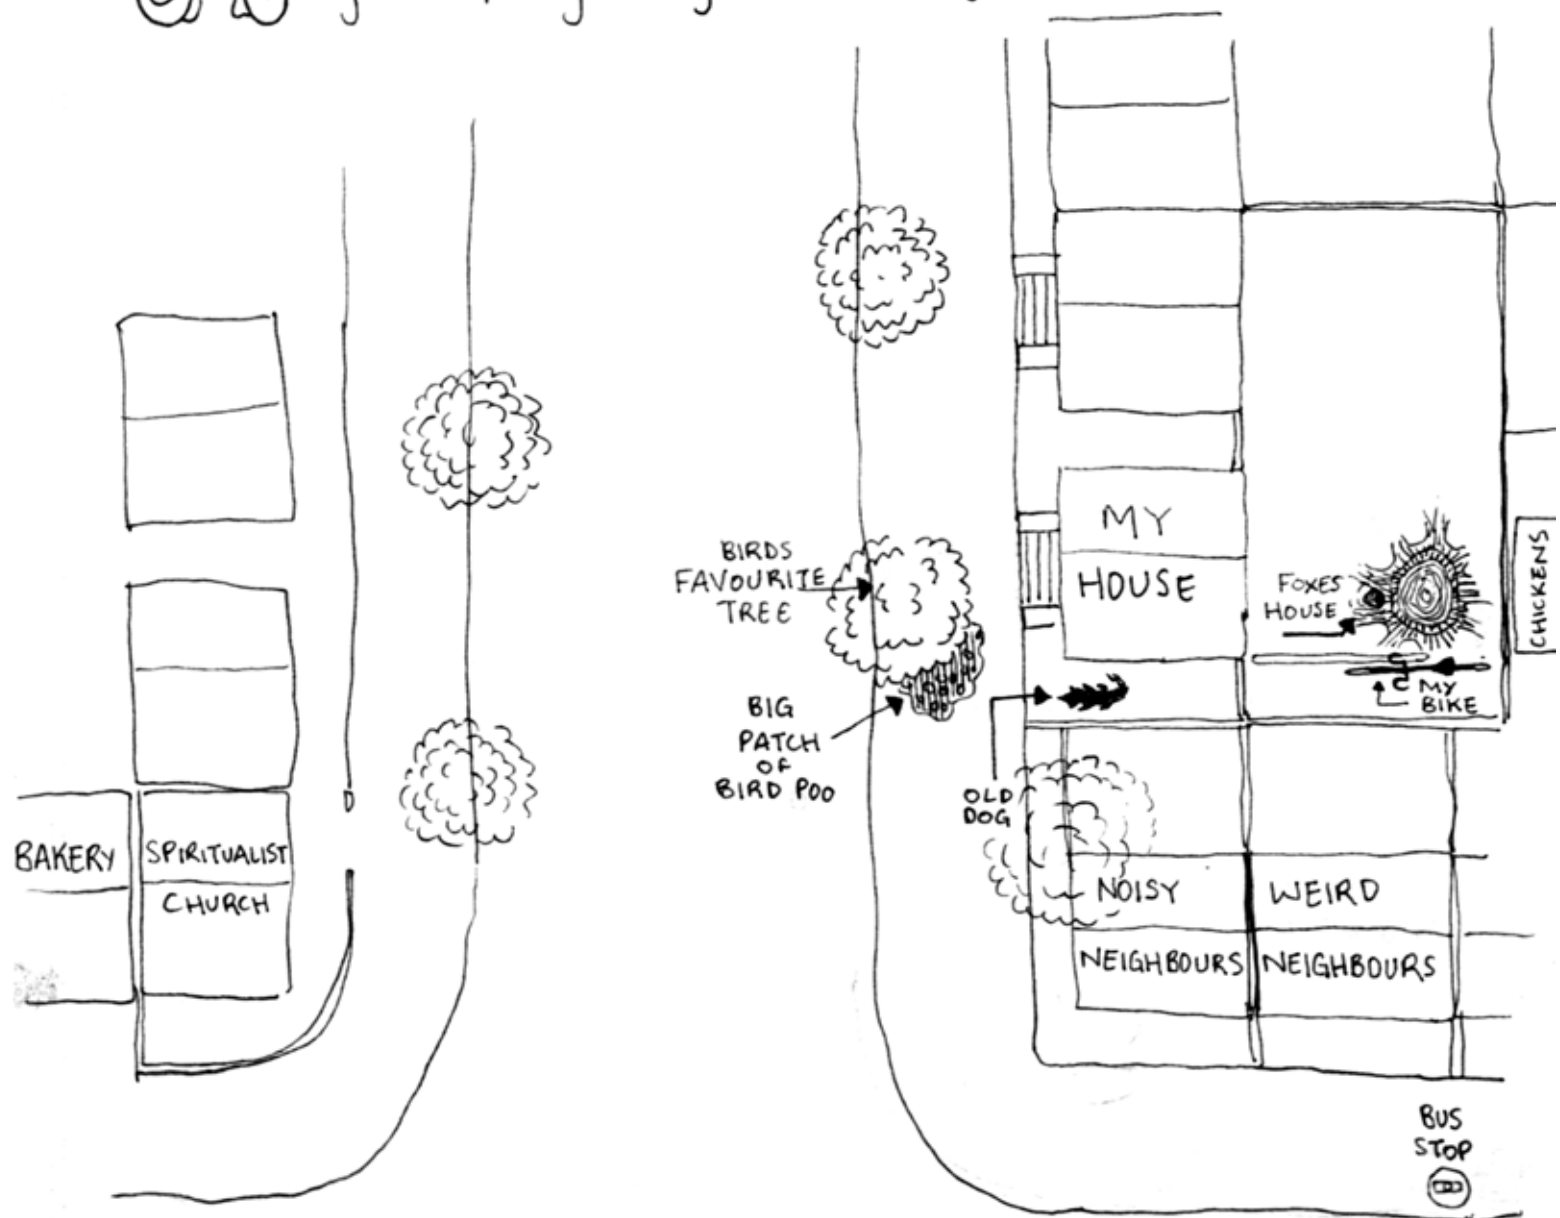 BIRDS
FAVOURITE
TREE
MY
HOUSE
FOXES
HOUSE
CHICKENS
MY
BIKE
BIG
PATCH
OF
BIRD POO
OLD
DOG
BAKERY
SPIRITUALIST
CHURCH
NOISY
NEIGHBOURS
WEIRD
NEIGHBOURS
BUS
STOP